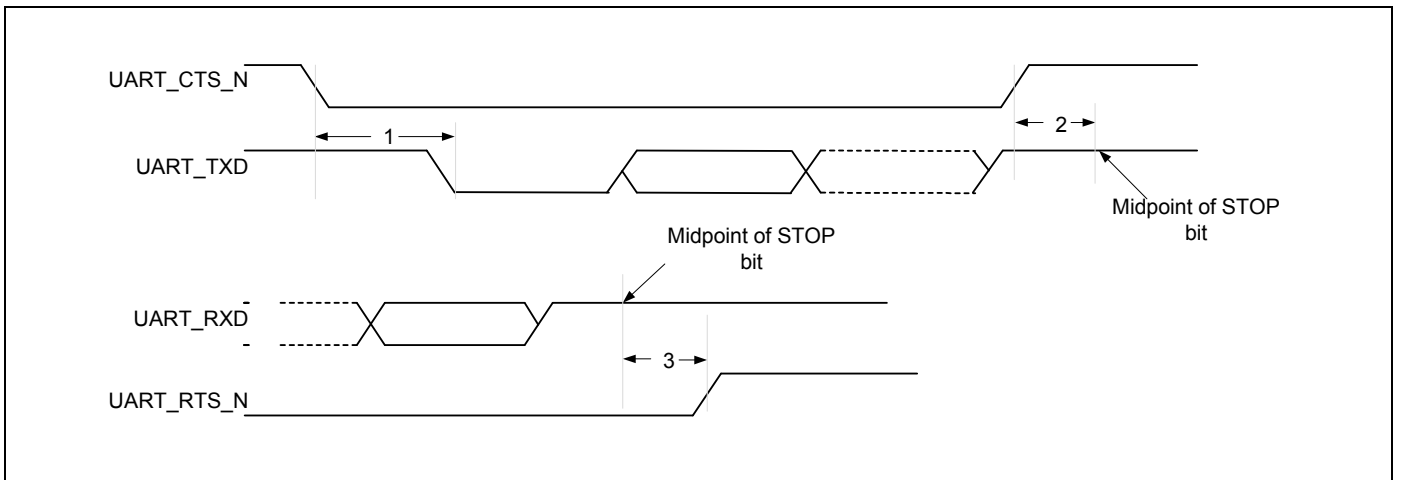 UART_CTS_N
1
2
UART_TXD
Midpoint of STOP
bit
Midpoint of STOP
bit
UART_RXD
3
UART_RTS_N